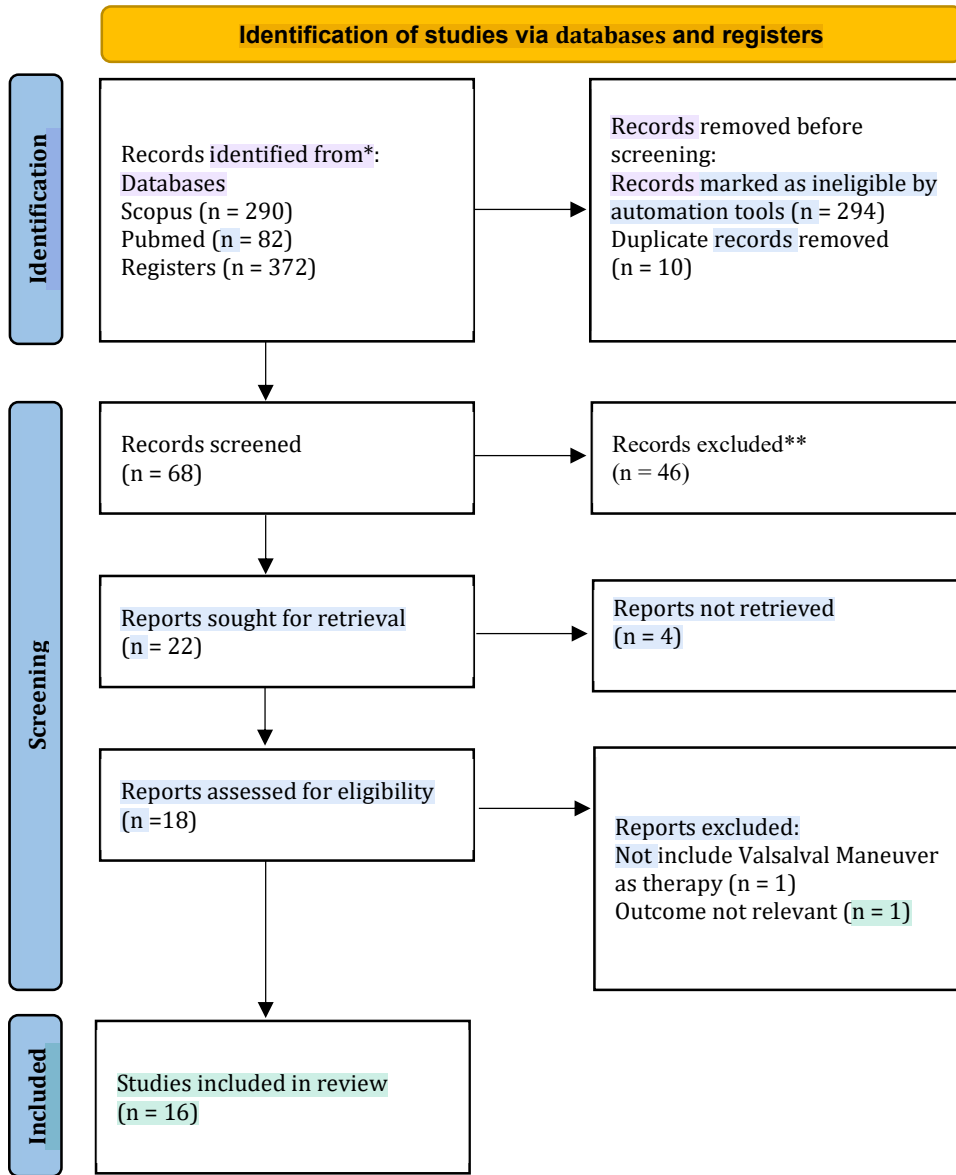 Identification of studies via databases and registers
Identification
Records identified from*:
Databases
Scopus (n = 290)
Pubmed (n = 82)
Registers (n = 372)
Records removed before
screening:
Records marked as ineligible by
automation tools (n = 294)
Duplicate records removed
(n = 10)
Screening
Records screened
(n = 68)
Records excluded**
(n = 46)
Reports sought for retrieval
(n = 22)
Reports not retrieved
(n = 4)
Reports assessed for eligibility
(n =18)
Reports excluded:
Not include Valsalval Maneuver
as therapy (n = 1)
Outcome not relevant (n = 1)
Included
Studies included in review
(n = 16)